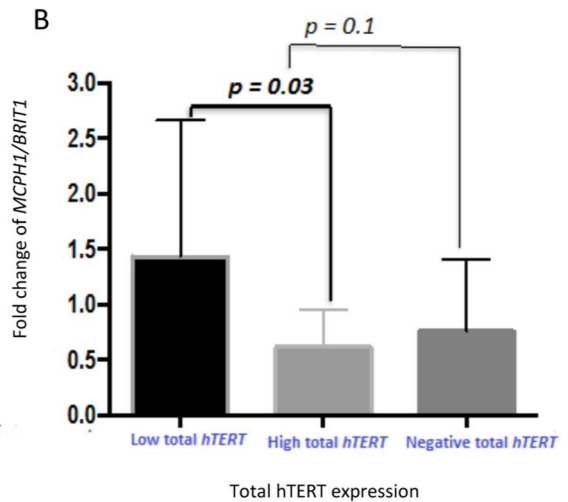 B
p = 0.1
p = 0.03
Fold change of MCPH1/BRIT1
3.0
2.5
2.0
1.5
1.0
0.5
0.0
Low total hTERT High total hTERT Negative total hTERT
Total hTERT expression